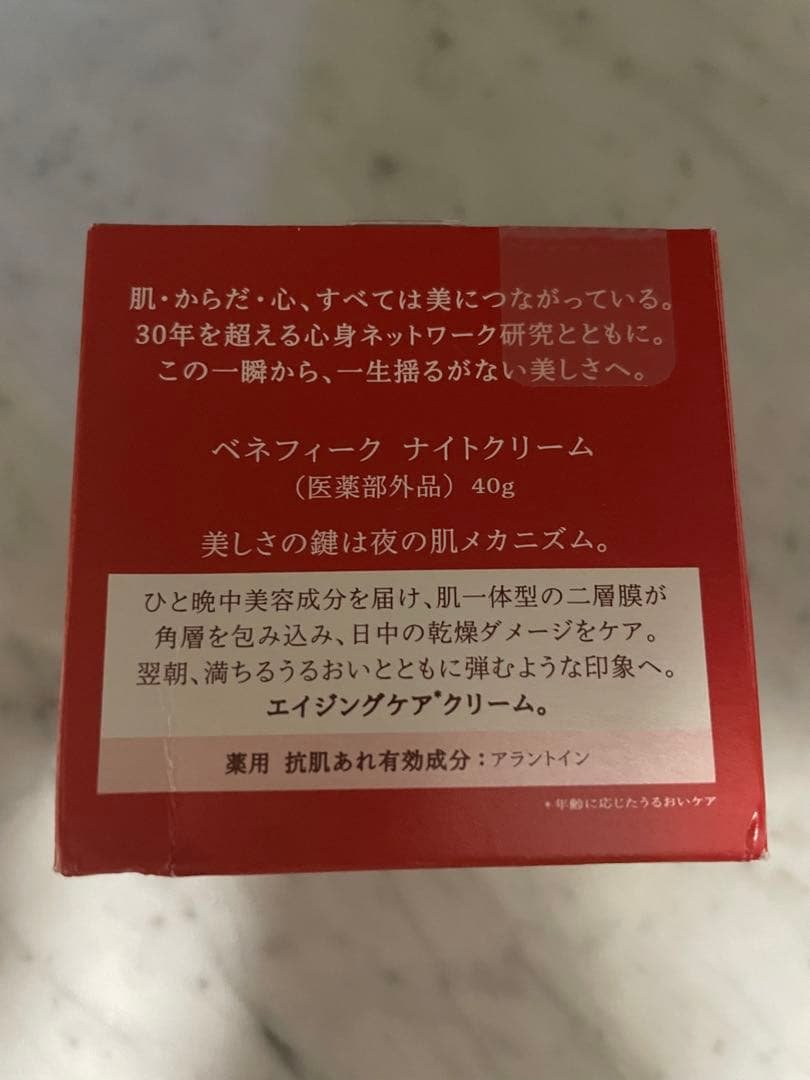 肌・からだ・心、すべては美につながっている。
30年を超える心身ネットワーク研究とともに。
この一瞬から、一生揺るがない美しさへ。
ベネフィーク ナイトクリーム
（医薬部外品）40g
美しさの鍵は夜の肌メカニズム。
ひと晩中美容成分を届け、肌一体型の二層膜が
角層を包み込み、日中の乾燥ダメージをケア。
翌朝、満ちるうるおいとともに弾むような印象へ。
エイジングケア*クリーム。
薬用 抗肌あれ有効成分：アラントイン
*年齢に応じたうるおいケア